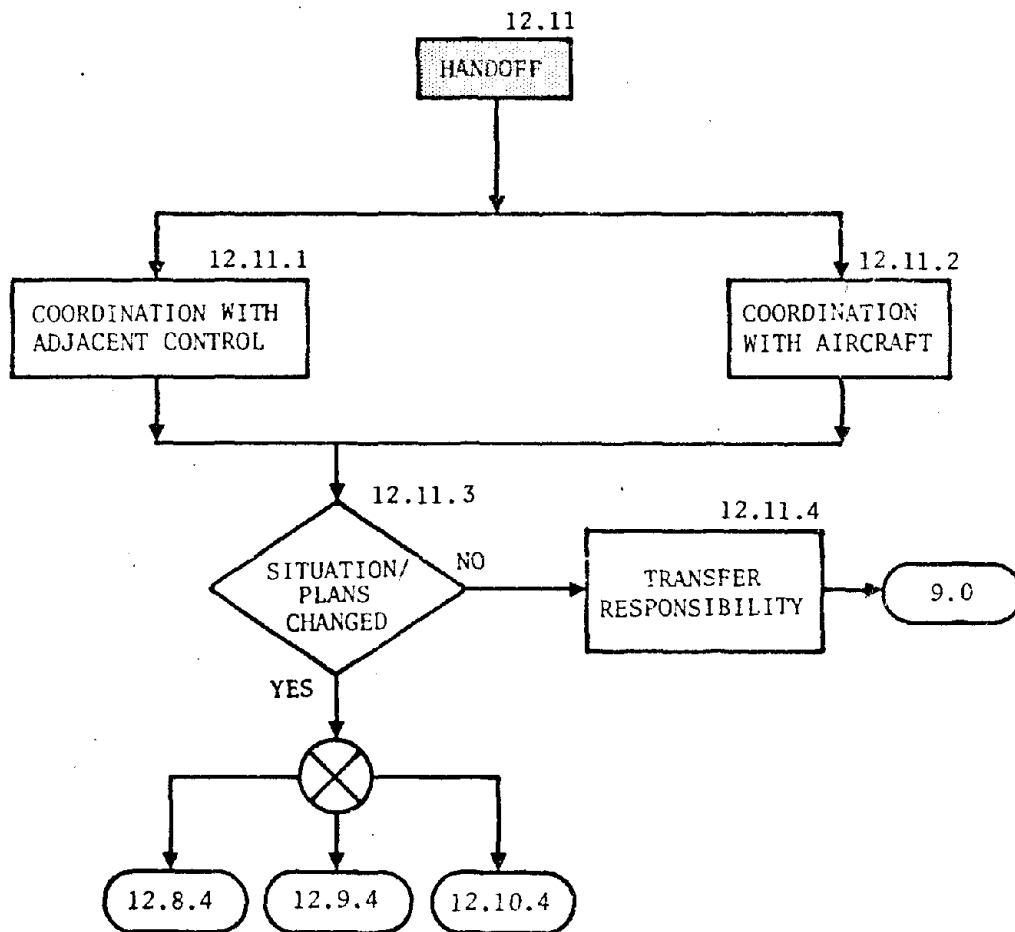 12.11
HANDOFF
12.11.1
COORDINATION WITH
ADJACENT CONTROL
12.11.2
COORDINATION
WITH AIRCRAFT
12.11.3
SITUATION/
PLANS
CHANGED
NO
12.11.4
TRANSFER
RESPONSIBILITY
9.0
YES
12.8.4
12.9.4
12.10.4